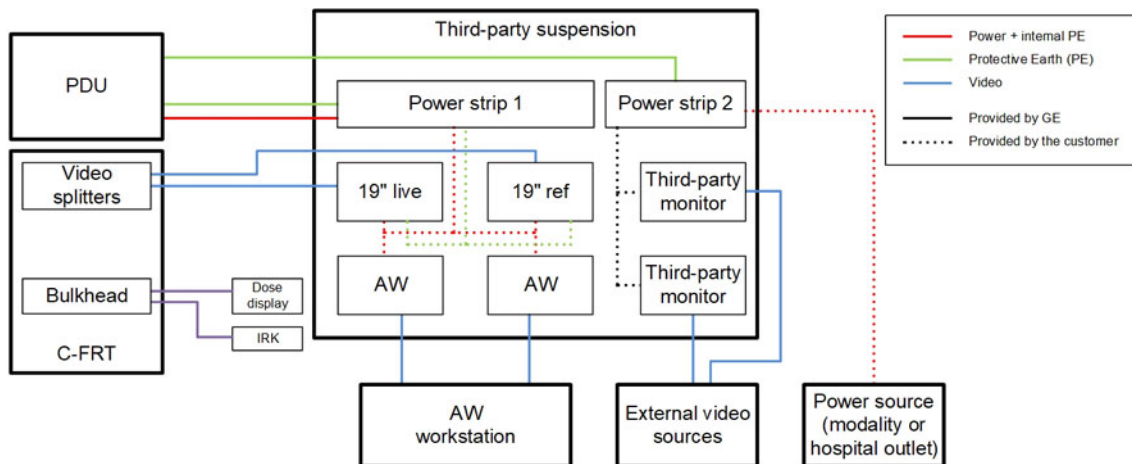 Third-party suspension
PDU
Power strip 1
Power strip 2
Power + internal PE
Protective Earth (PE)
Video
Provided by GE
Provided by the customer
Video
splitters
19" live
19" ref
Third-party
monitor
Bulkhead
Dose
display
IRK
C-FRT
AW
AW
Third-party
monitor
AW
workstation
External video
sources
Power source
(modality or
hospital outlet)